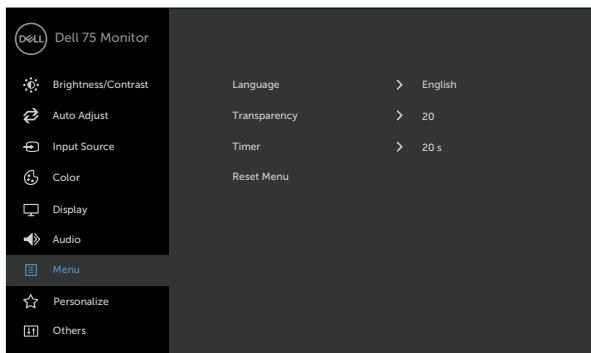 DELL
Dell 75 Monitor
Brightness/Contrast
Auto Adjust
Input Source
Color
Display
Audio
Menu
Personalize
Others
Language > English
Transparency > 20
Timer > 20 s
Reset Menu